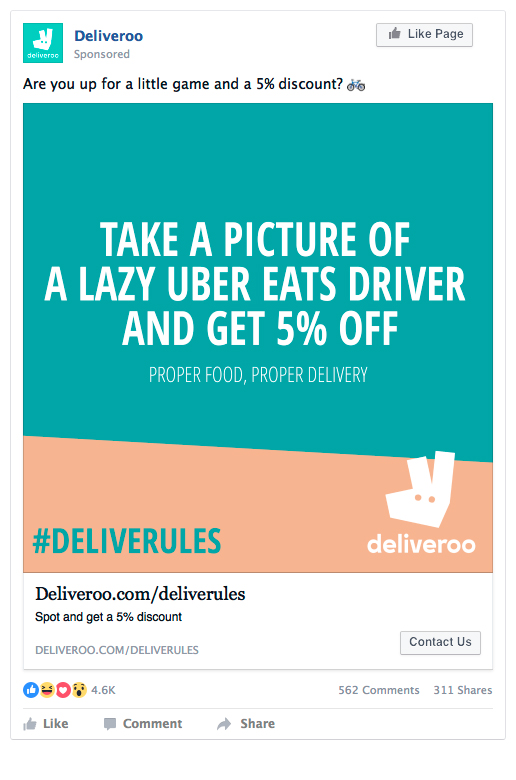 deliveroo
Deliveroo
Sponsored
Like Page
Are you up for a little game and a 5% discount? 🚲
TAKE A PICTURE OF
A LAZY UBER EATS DRIVER
AND GET 5% OFF
PROPER FOOD, PROPER DELIVERY
#DELIVERULES
deliveroo
Deliveroo.com/deliverules
Spot and get a 5% discount
DELIVEROO.COM/DELIVERULES
Contact Us
4.6K
562 Comments 311 Shares
Like Comment Share